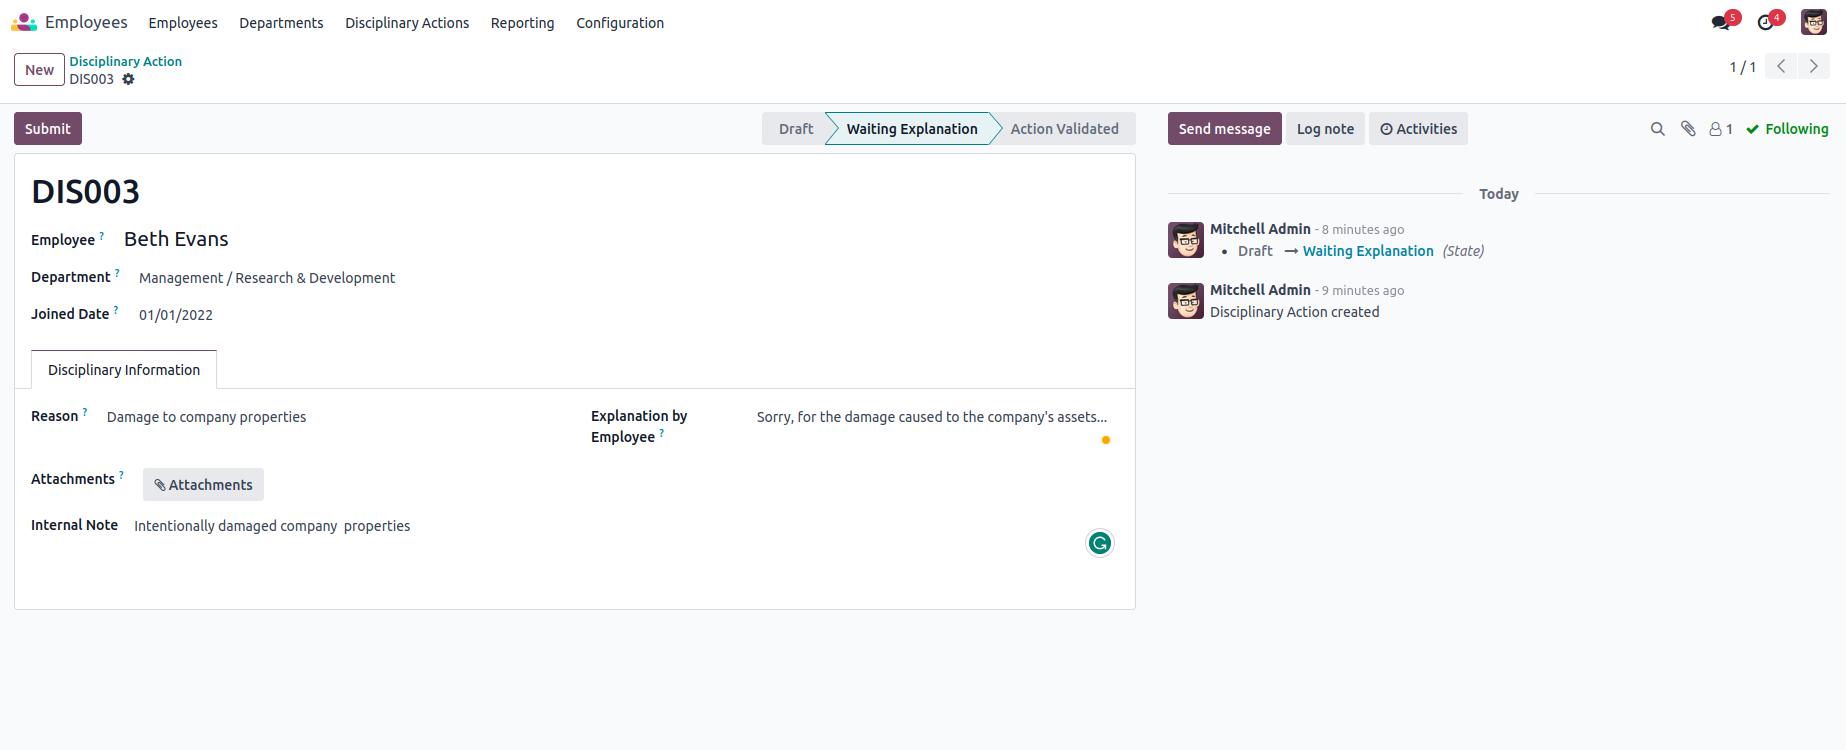 Employees Employees Departments Disciplinary Actions Reporting Configuration 5 4
New Disciplinary Action
DIS003
1 / 1
Submit Draft Waiting Explanation Action Validated Send message Log note Activities 1 Following
DIS003
Employee ? Beth Evans
Department ? Management / Research & Development
Joined Date ? 01/01/2022
Disciplinary Information
Reason ? Damage to company properties
Explanation by
Employee ?
Sorry, for the damage caused to the company's assets...
Attachments ? Attachments
Internal Note Intentionally damaged company  properties
Today
Mitchell Admin - 8 minutes ago
• Draft → Waiting Explanation (State)
Mitchell Admin - 9 minutes ago
Disciplinary Action created